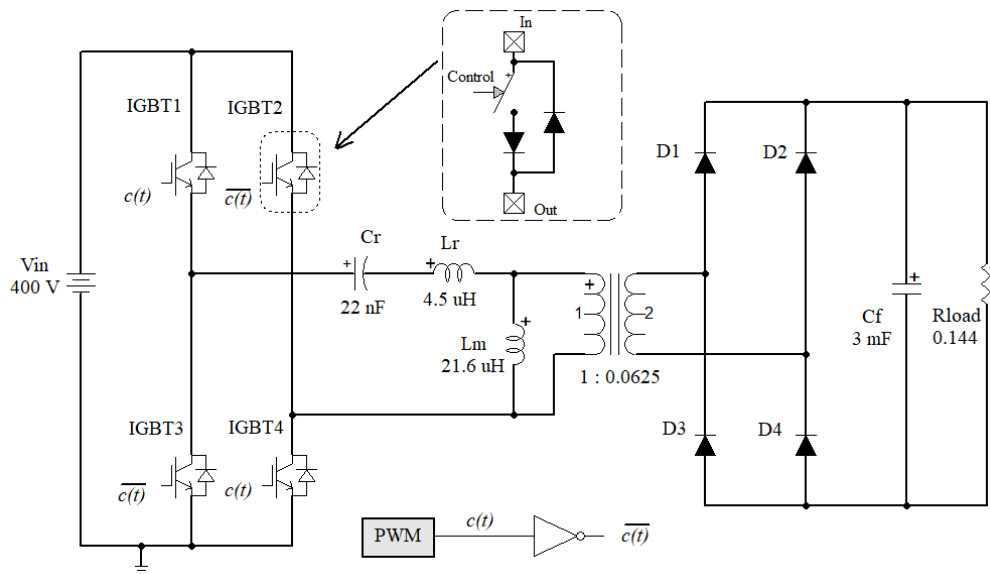 In
Control
Out
IGBT1
IGBT2
c(t)
c(t)
Vin
400 V
Cr
22 nF
Lr
4.5 uH
Lm
21.6 uH
1
2
1 : 0.0625
D1
D2
D3
D4
Cf
3 mF
Rload
0.144
IGBT3
IGBT4
c(t)
c(t)
PWM
c(t)
c(t)